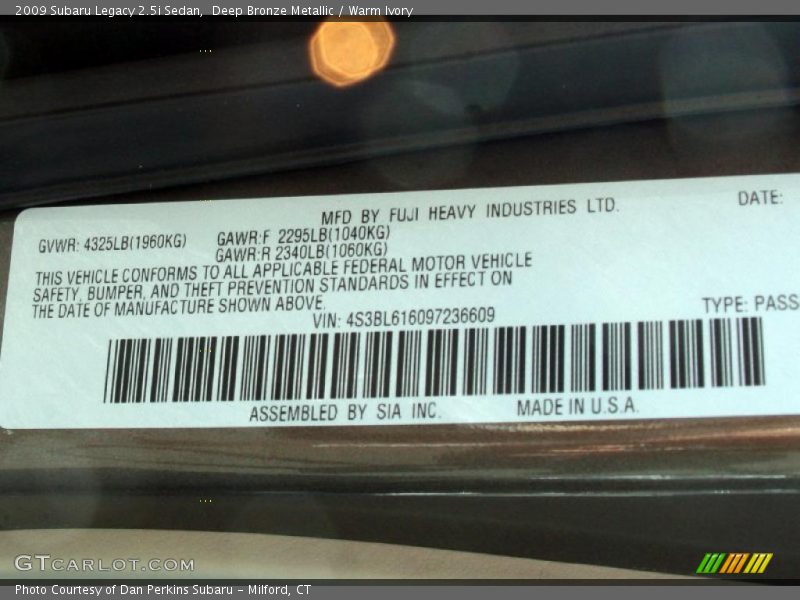 2009 Subaru Legacy 2.5i Sedan,  Deep Bronze Metallic / Warm Ivory
MFD BY FUJI HEAVY INDUSTRIES LTD.
DATE:
GVWR: 4325LB(1960KG)
GAWR:F 2295LB(1040KG)
GAWR:R 2340LB(1060KG)
THIS VEHICLE CONFORMS TO ALL APPLICABLE FEDERAL MOTOR VEHICLE
SAFETY, BUMPER, AND THEFT PREVENTION STANDARDS IN EFFECT ON
THE DATE OF MANUFACTURE SHOWN ABOVE.
VIN: 4S3BL616097236609
TYPE: PASS
ASSEMBLED BY SIA INC.
MADE IN U.S.A.
GTCARLOT.COM
Photo Courtesy of Dan Perkins Subaru - Milford, CT